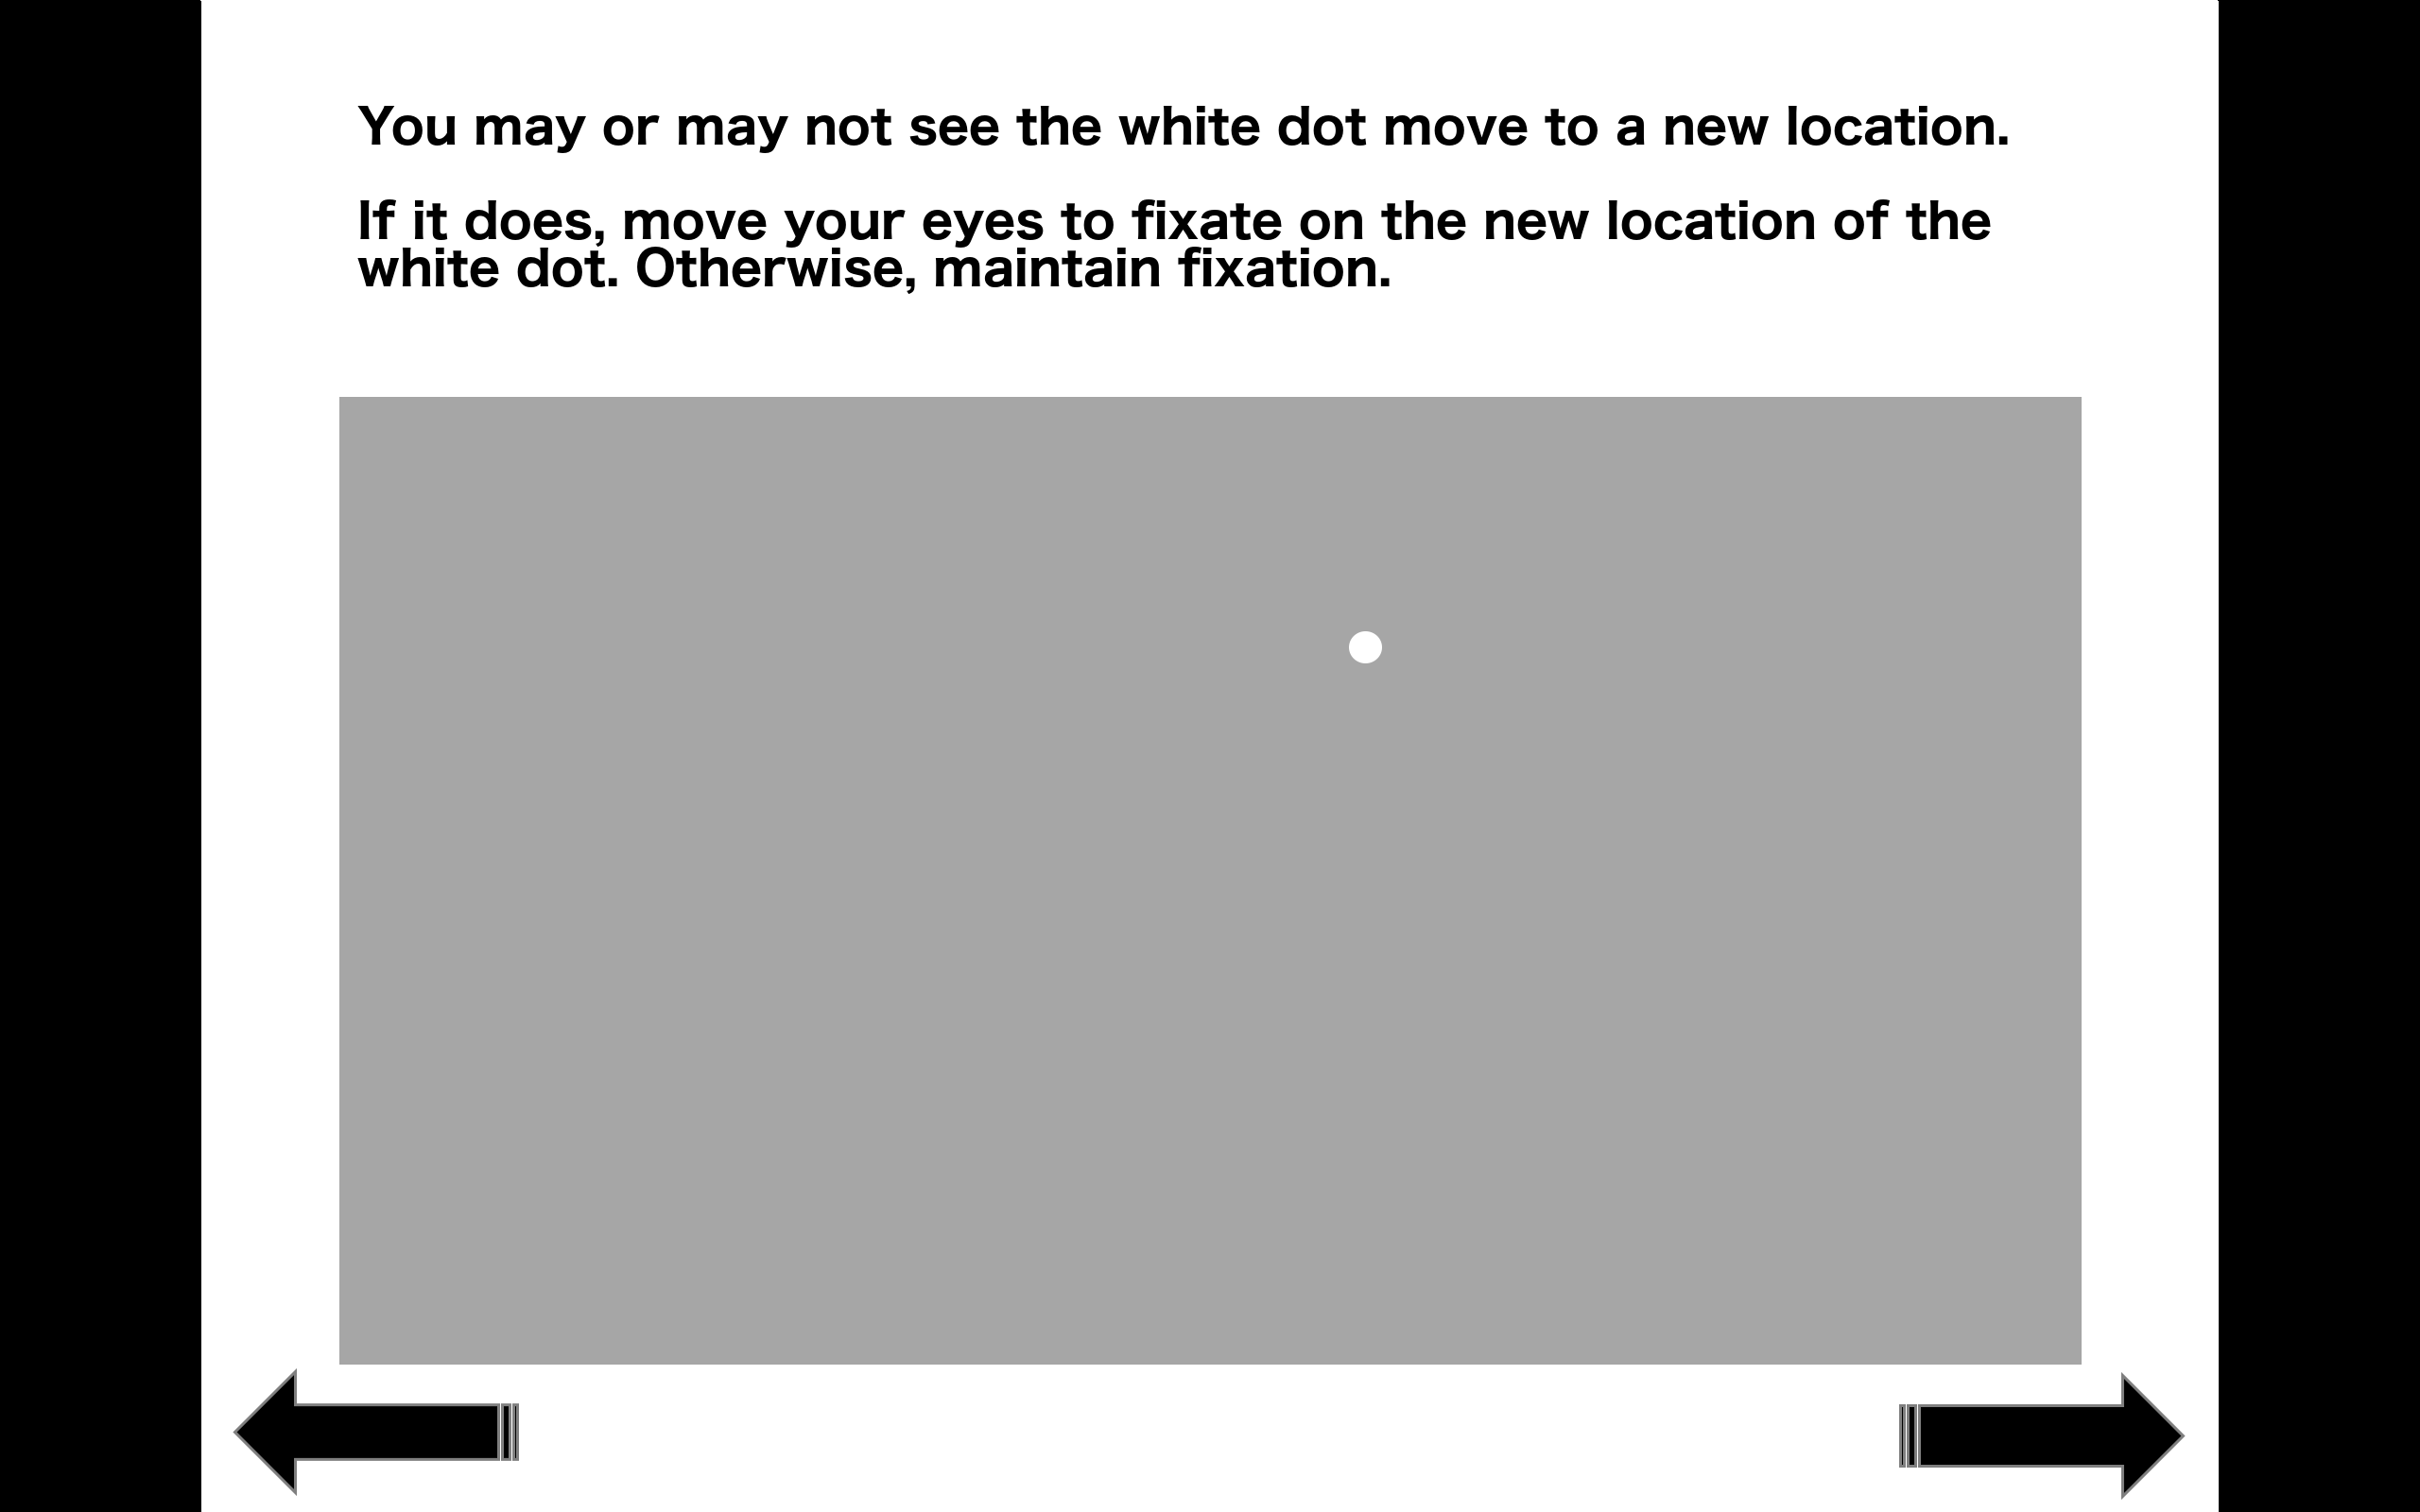 You may or may not see the white dot move to a new location.
If it does, move your eyes to fixate on the new location of the
white dot. Otherwise, maintain fixation.